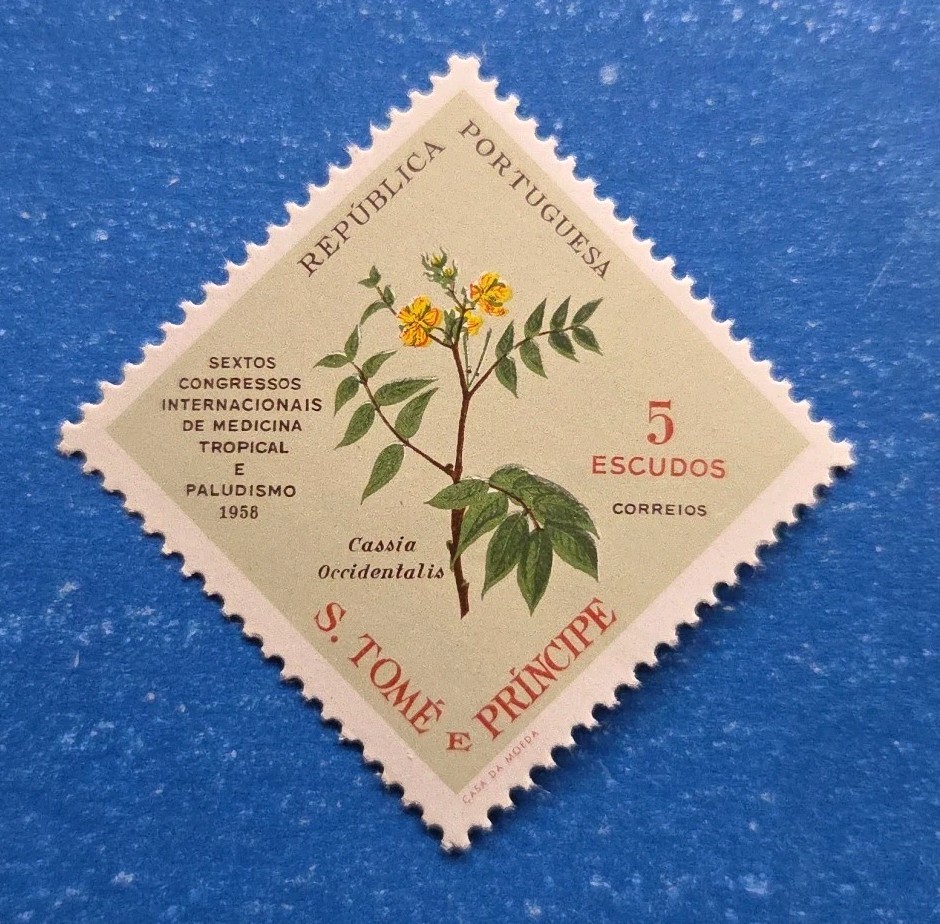 REPÚBLICA PORTUGUESA
SEXTOS
CONGRESSOS
INTERNACIONAIS
DE MEDICINA
TROPICAL
E
PALUDISMO
1958
5
ESCUDOS
CORREIOS
Cassia
Occidentalis
S. TOMÉ E PRÍNCIPE
CASA DA MOEDA